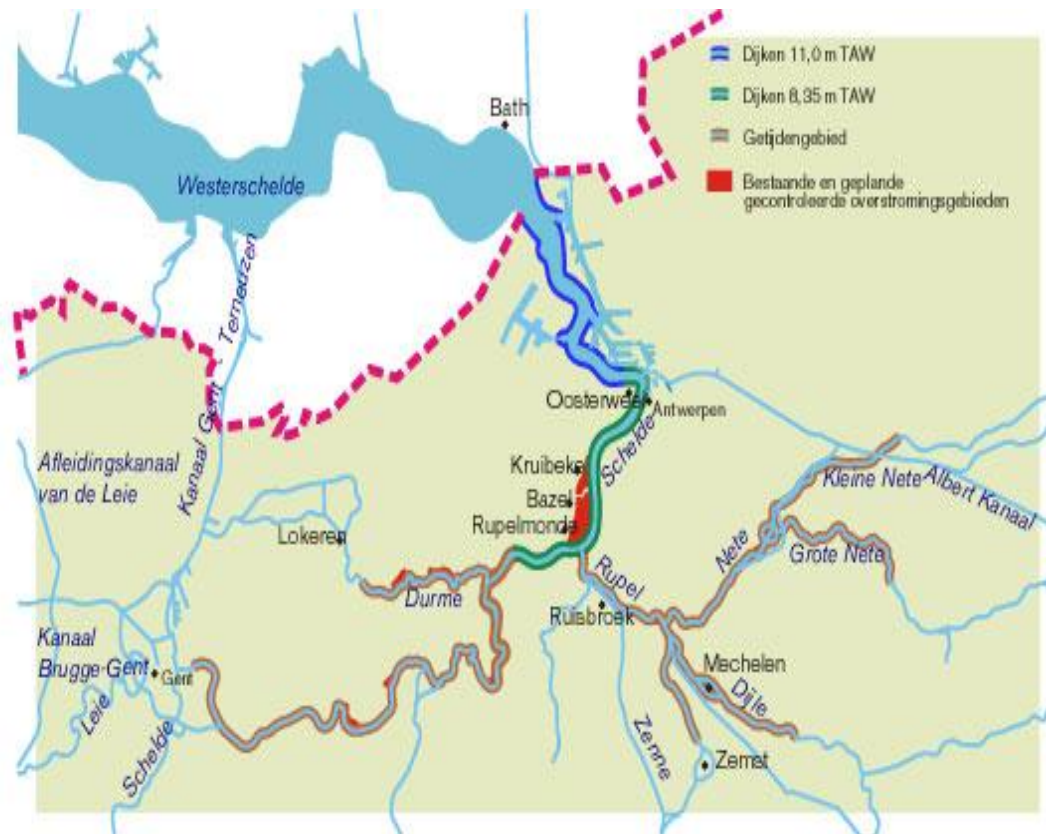 Dijken 11,0 m TAW
Dijken 8,35 m TAW
Getijdengebied
Bestaande en geplande
gecontroleerde overstromingsgebieden
Bath
Westerschelde
Kanaal Gent - Terneuzen
Oosterweel
Antwerpen
Schelde
Afleidingskanaal
van de Leie
Kruibeke
Bazel
Rupelmonde
Lokeren
Kleine Nete
Albert Kanaal
Nete
Grote Nete
Durme
Rupel
Ruisbroek
Kanaal
Brugge-Gent
Gent
Leie
Schelde
Mechelen
Dijle
Zenne
Zemst